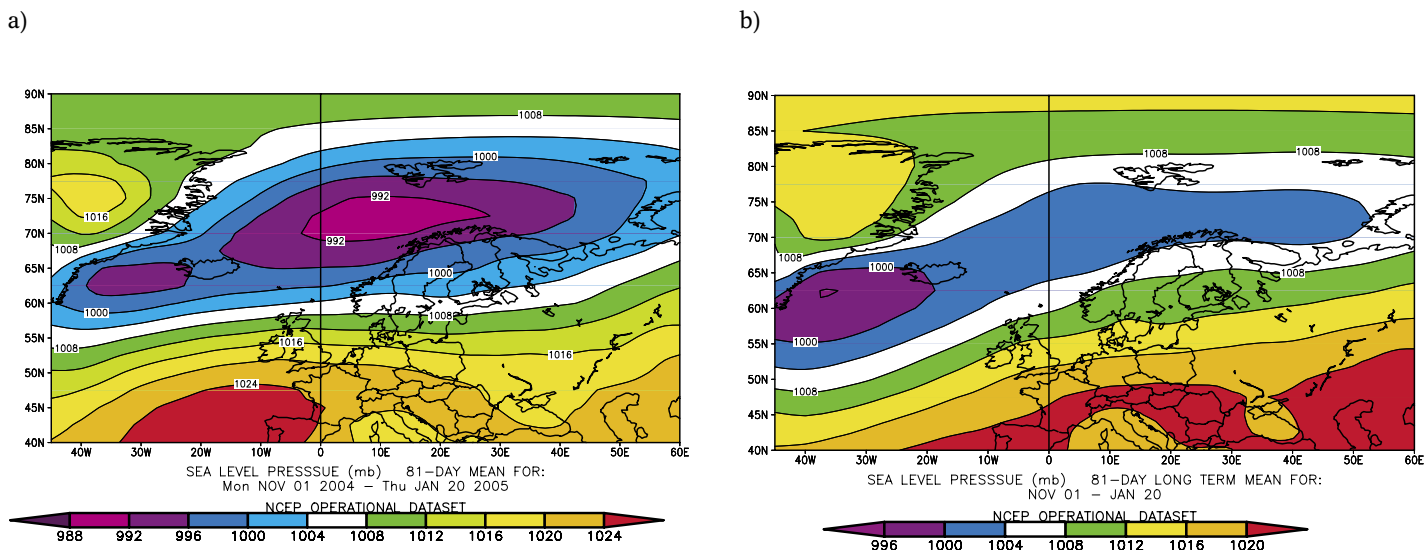 a)
b)
90N
85N
80N
75N
70N
65N
60N
55N
50N
45N
40N
1008
1000
992
1016
1008
992
1000
1000
1008
1008
1016
1016
1024
40W
30W
20W
10W
0
10E
20E
30E
40E
50E
60E
SEA LEVEL PRESSSUE (mb) 81-DAY MEAN FOR:
Mon NOV 01 2004 – Thu JAN 20 2005
NCEP OPERATIONAL DATASET
988 992 996 1000 1004 1008 1012 1016 1020 1024
90N
85N
80N
75N
70N
65N
60N
55N
50N
45N
40N
1008
1008
1008
1000
1008
1000
1008
40W
30W
20W
10W
0
10E
20E
30E
40E
50E
60E
SEA LEVEL PRESSSUE (mb) 81-DAY LONG TERM MEAN FOR:
NOV 01 – JAN 20
NCEP OPERATIONAL DATASET
996 1000 1004 1008 1012 1016 1020